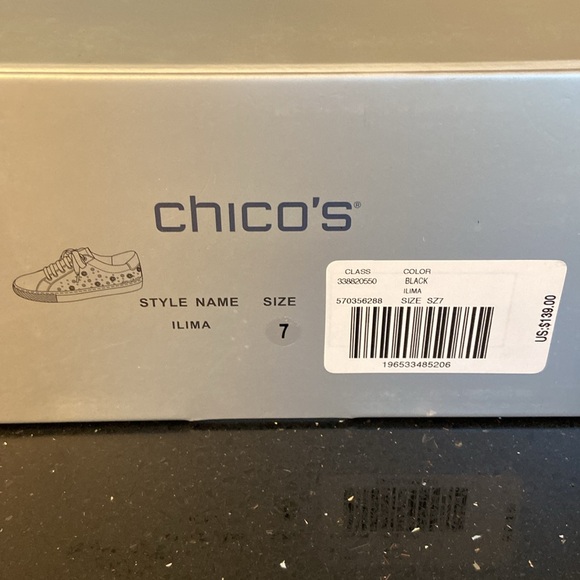 chico's®
STYLE NAME SIZE
ILIMA 7
CLASS COLOR
338820550 BLACK
ILIMA
570356288 SIZE SZ7
196533485206
US:$139.00